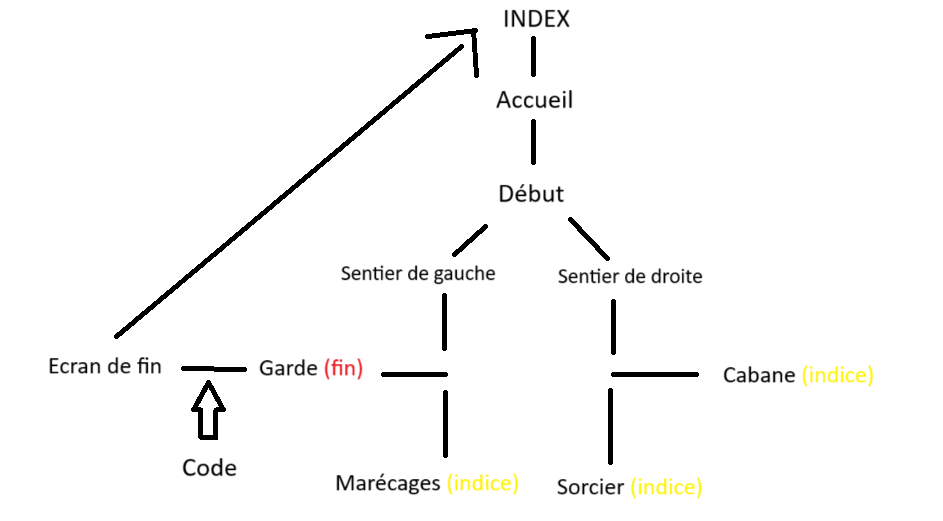 INDEX
Accueil
Début
Sentier de gauche
Sentier de droite
Ecran de fin
Garde (fin)
Cabane (indice)
Code
Marécages (indice)
Sorcier (indice)